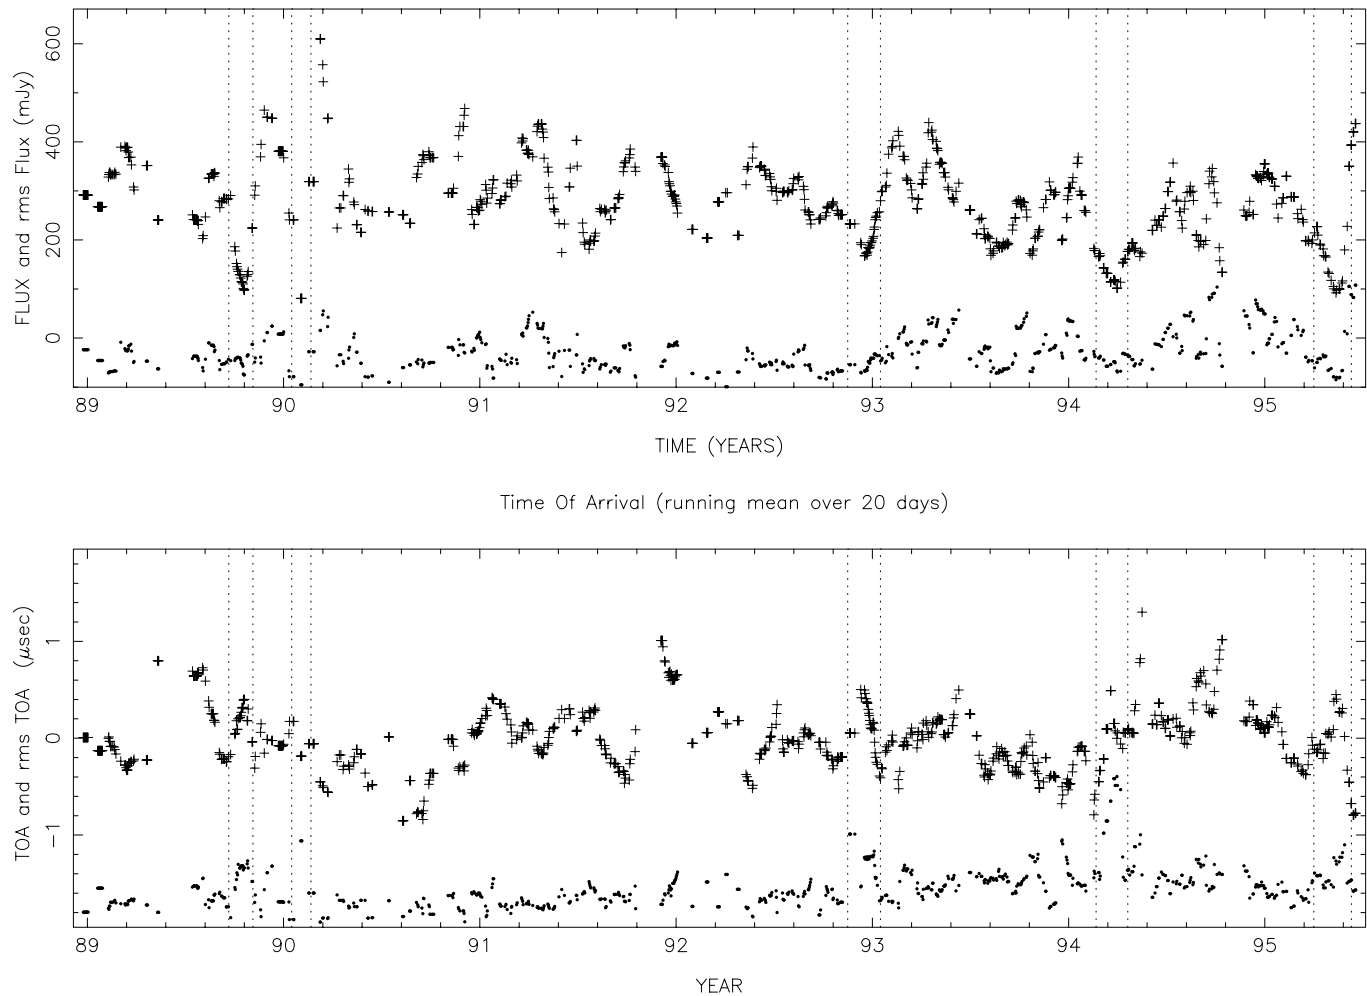 FLUX and rms Flux (mJy)
600
400
200
0
89 90 91 92 93 94 95
TIME (YEARS)
Time Of Arrival (running mean over 20 days)
TOA and rms TOA (μsec)
1
0
−1
89 90 91 92 93 94 95
YEAR